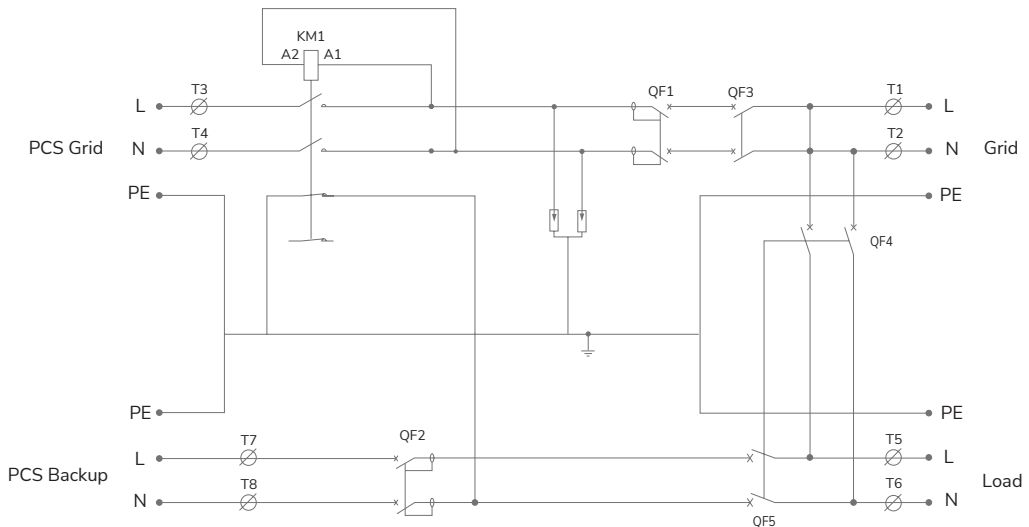 KM1
A2 A1
T3 QF1 QF3 T1
L L
T4 T2
PCS Grid N N Grid
PE PE
QF4
PE PE
QF2
T7 T5
L L
PCS Backup Load
T8 T6
N N
QF5